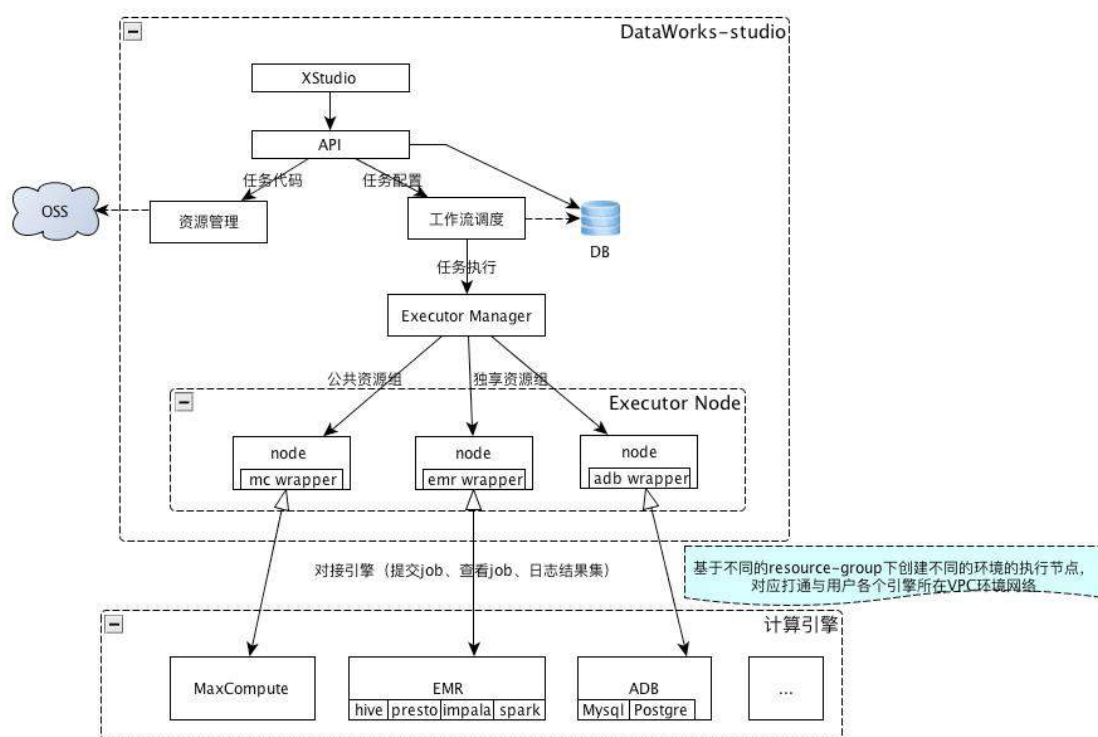 DataWorks-studio
XStudio
API
任务代码
任务配置
OSS
资源管理
工作流调度
DB
任务执行
Executor Manager
公共资源组
独享资源组
Executor Node
node
mc wrapper
node
emr wrapper
node
adb wrapper
对接引擎（提交job、查看job、日志结果集）
基于不同的resource-group下创建不同的环境的执行节点，
对应打通与用户各个引擎所在VPC环境网络
计算引擎
MaxCompute
EMR
hive presto impala spark
ADB
Mysql Postgre
...